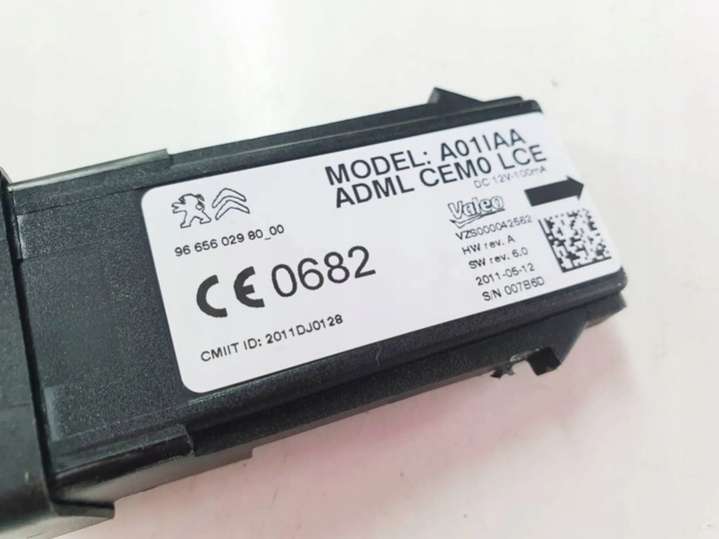 MODEL: A01IAA
ADML CEM0 LCE
DC 12V-100mA
96 656 029 80_00
CE 0682
CMIIT ID: 2011DJ0128
Valeo
VZS000042562
HW rev. A
SW rev. 6.0
2011-05-12
S/N 007B6D